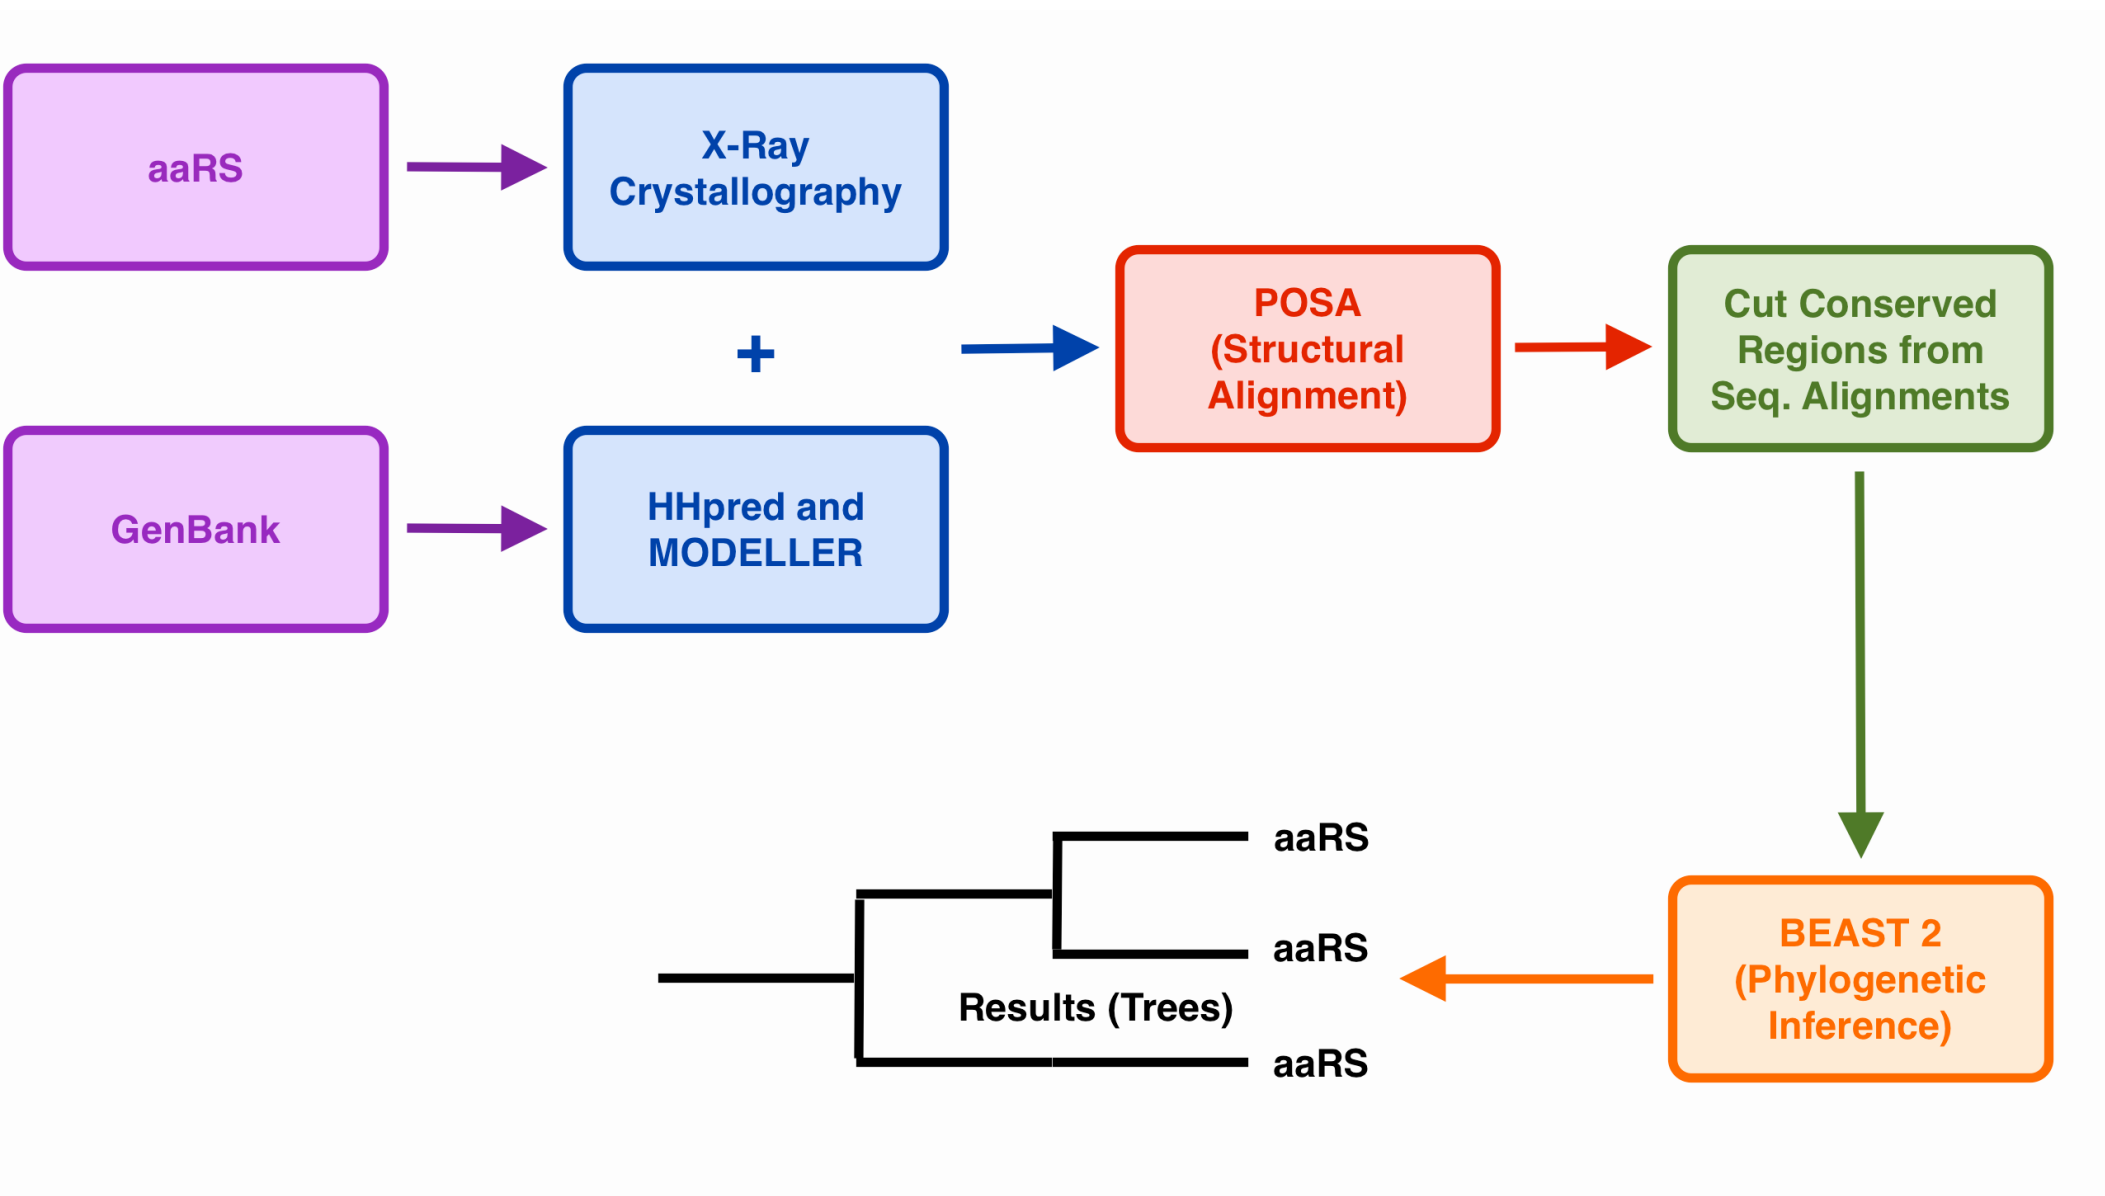 aaRS
X-Ray
Crystallography
+
GenBank
HHpred and
MODELLER
POSA
(Structural
Alignment)
Cut Conserved
Regions from
Seq. Alignments
BEAST 2
(Phylogenetic
Inference)
aaRS
aaRS
Results (Trees)
aaRS